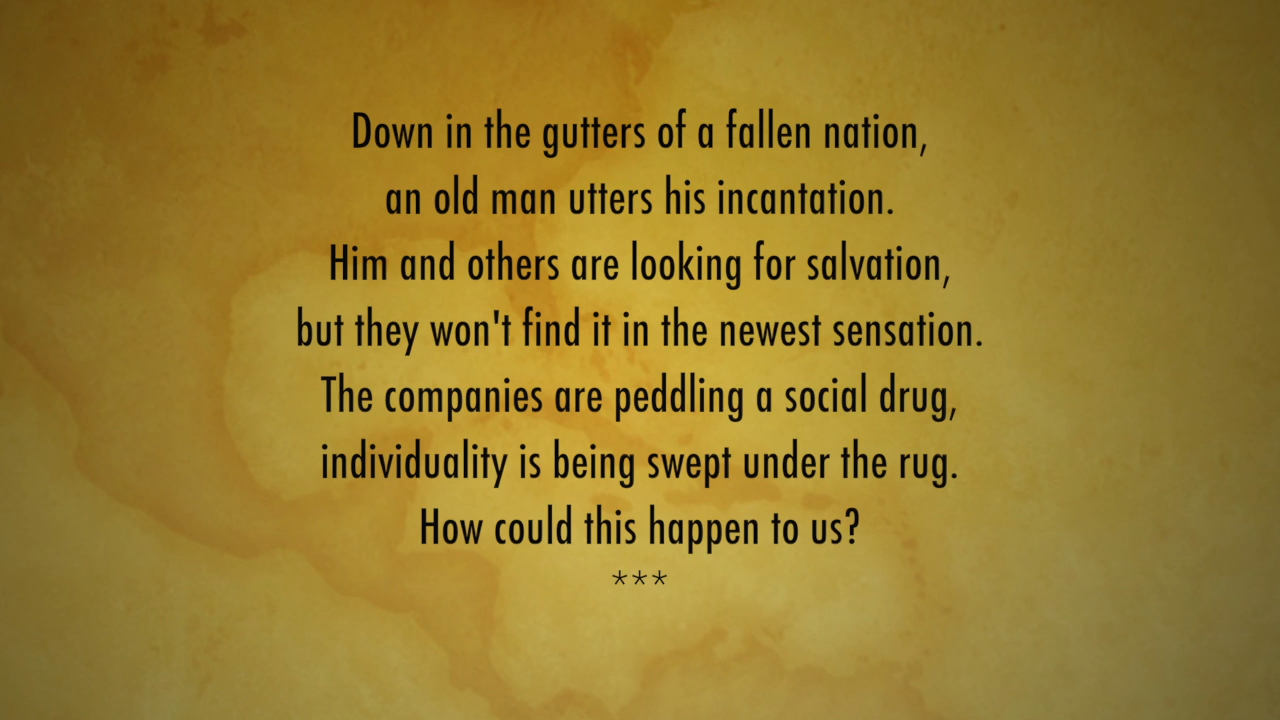 Down in the gutters of a fallen nation,
an old man utters his incantation.
Him and others are looking for salvation,
but they won't find it in the newest sensation.
The companies are peddling a social drug,
individuality is being swept under the rug.
How could this happen to us?
***